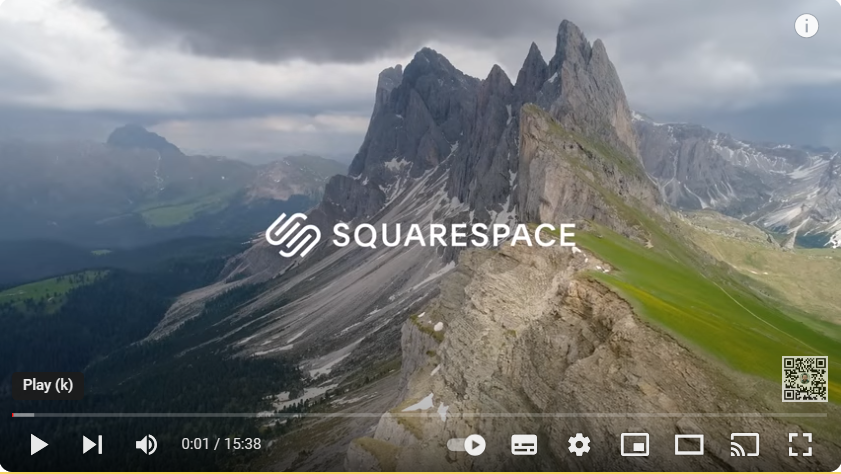 SQUARESPACE
Play (k)
0:01 / 15:38